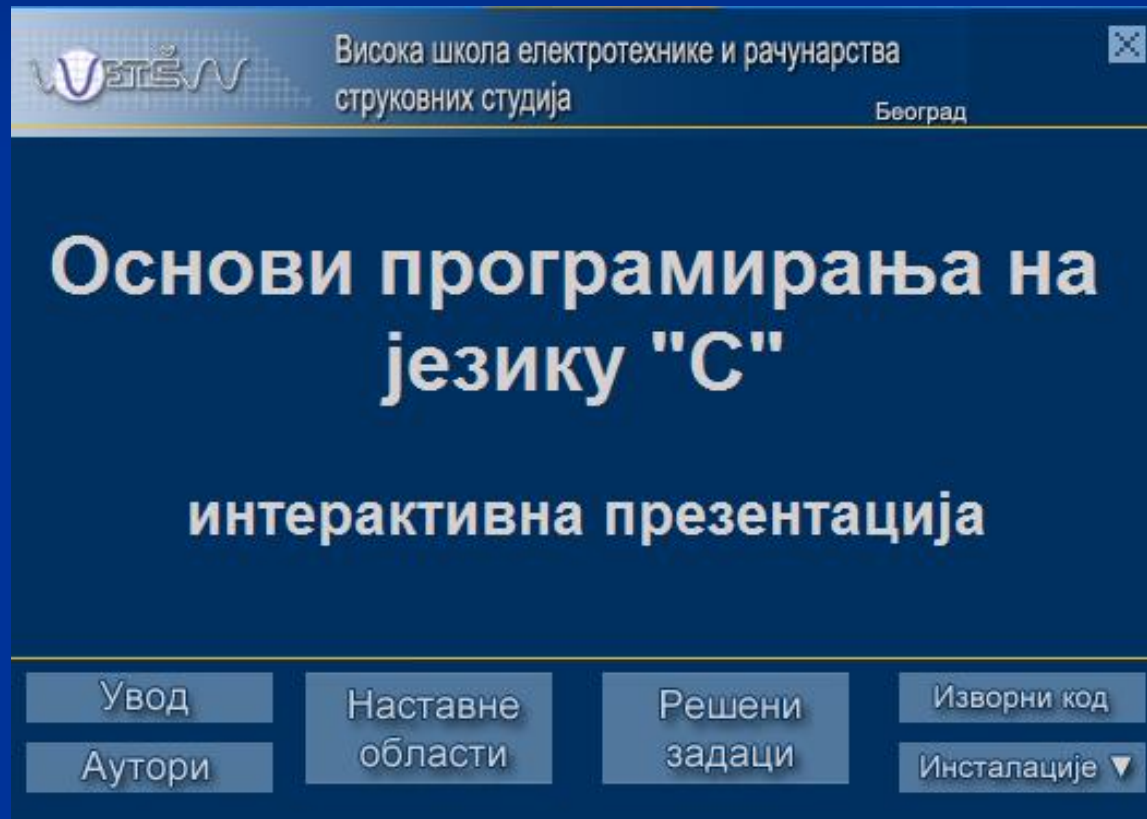 VETŠ
Висока школа електротехнике и рачунарства
струковних студија
Београд
Основи програмирања на
језику "С"
интерактивна презентација
Увод
Аутори
Наставне
области
Решени
задаци
Изворни код
Инсталације ▼